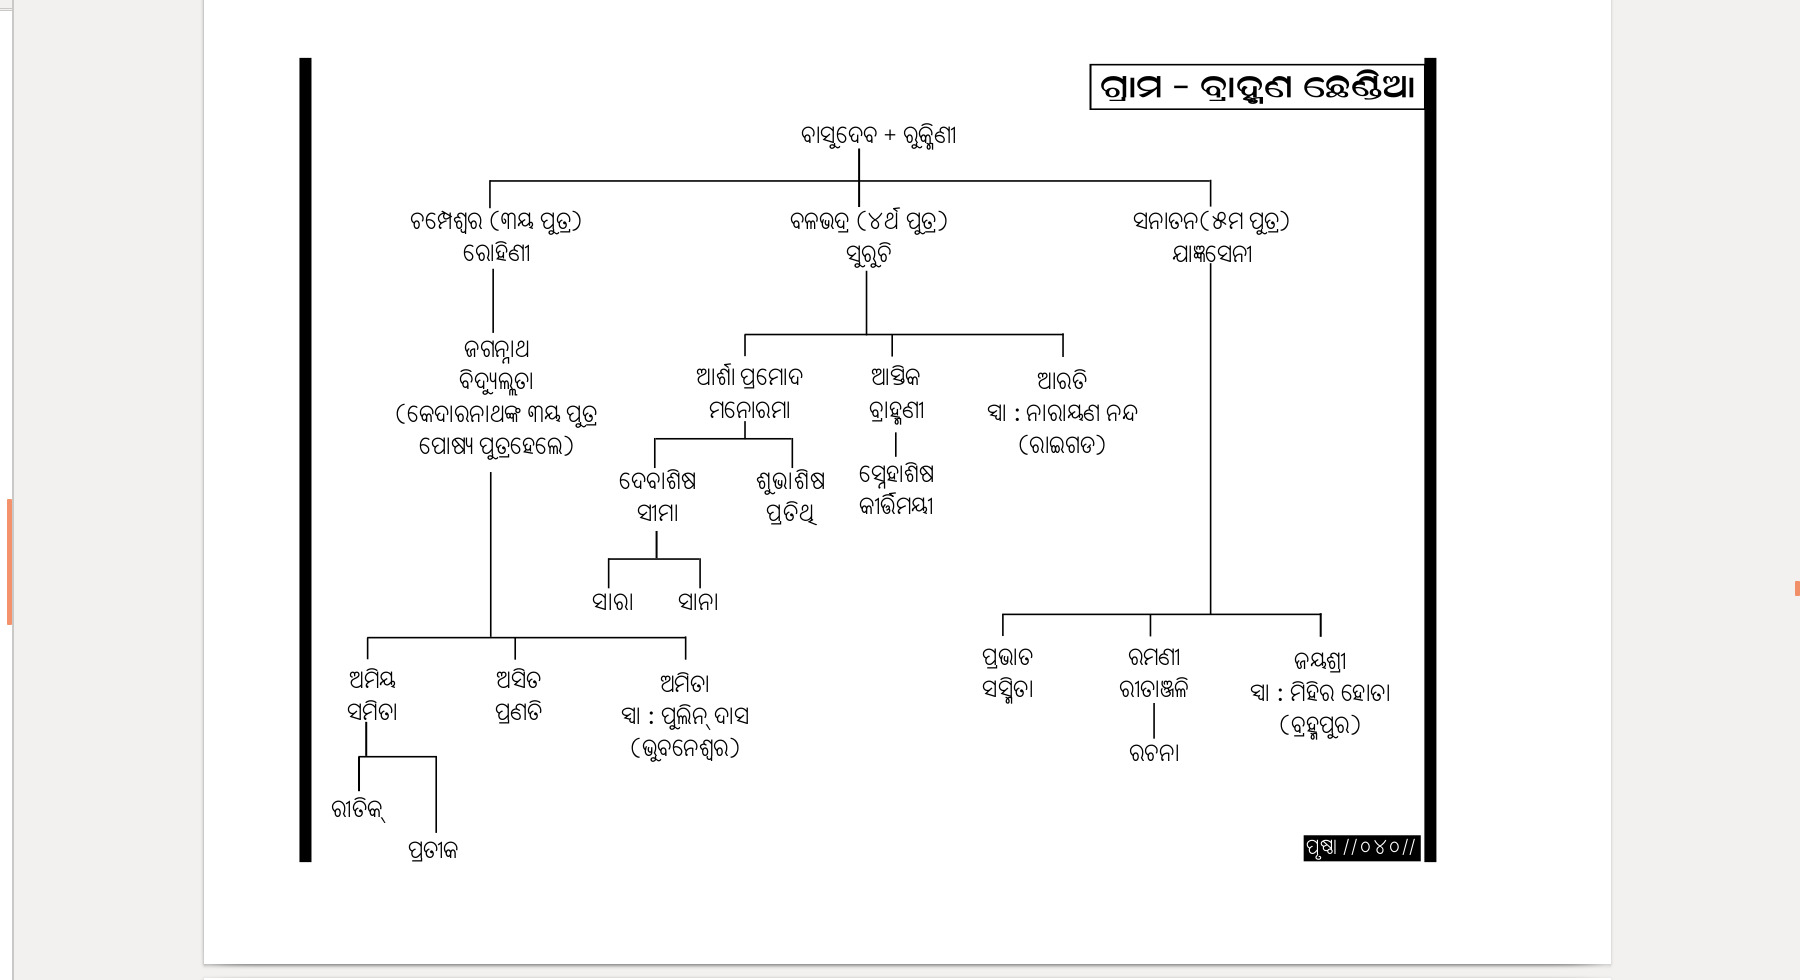 ଗ୍ରାମ - ବ୍ରାହ୍ମଣ ଛେଣ୍ଡିଆ
ବାସୁଦେବ + ରୁକ୍ମିଣୀ
ଚମ୍ପେଶ୍ୱର (୩ୟ ପୁତ୍ର)
ରୋହିଣୀ
ବଳଭଦ୍ର (୪ର୍ଥ ପୁତ୍ର)
ସୁରୁଚି
ସନାତନ(୫ମ ପୁତ୍ର)
ଯାଜ୍ଞସେନୀ
ଜଗନ୍ନାଥ
ବିଦ୍ୟୁଲ୍ଲତା
(କେଦାରନାଥଙ୍କ ୩ୟ ପୁତ୍ର
ପୋଷ୍ୟ ପୁତ୍ରହେଲେ)
ଆର୍ଶା ପ୍ରମୋଦ
ମନୋରମା
ଆସ୍ତିକ
ବ୍ରାହ୍ମଣୀ
ଆରତି
ସ୍ୱା : ନାରାୟଣ ନନ୍ଦ
(ରାଇଗଡ)
ଦେବାଶିଷ
ସୀମା
ଶୁଭାଶିଷ
ପ୍ରତିଥି
ସ୍ନେହାଶିଷ
କୀର୍ତ୍ତିମୟୀ
ସାରା
ସାନା
ଅମିୟ
ସମିତା
ଅସିତ
ପ୍ରଣତି
ଅମିତା
ସ୍ୱା : ପୁଲିନ୍ ଦାସ
(ଭୁବନେଶ୍ୱର)
ପ୍ରଭାତ
ସସ୍ମିତା
ରମଣୀ
ରୀତାଞ୍ଜଳି
ଜୟଶ୍ରୀ
ସ୍ୱା : ମିହିର ହୋତା
(ବ୍ରହ୍ମପୁର)
ରଚନା
ରୀତିକ୍
ପ୍ରତୀକ
ପୃଷ୍ଠା //୦୪୦//